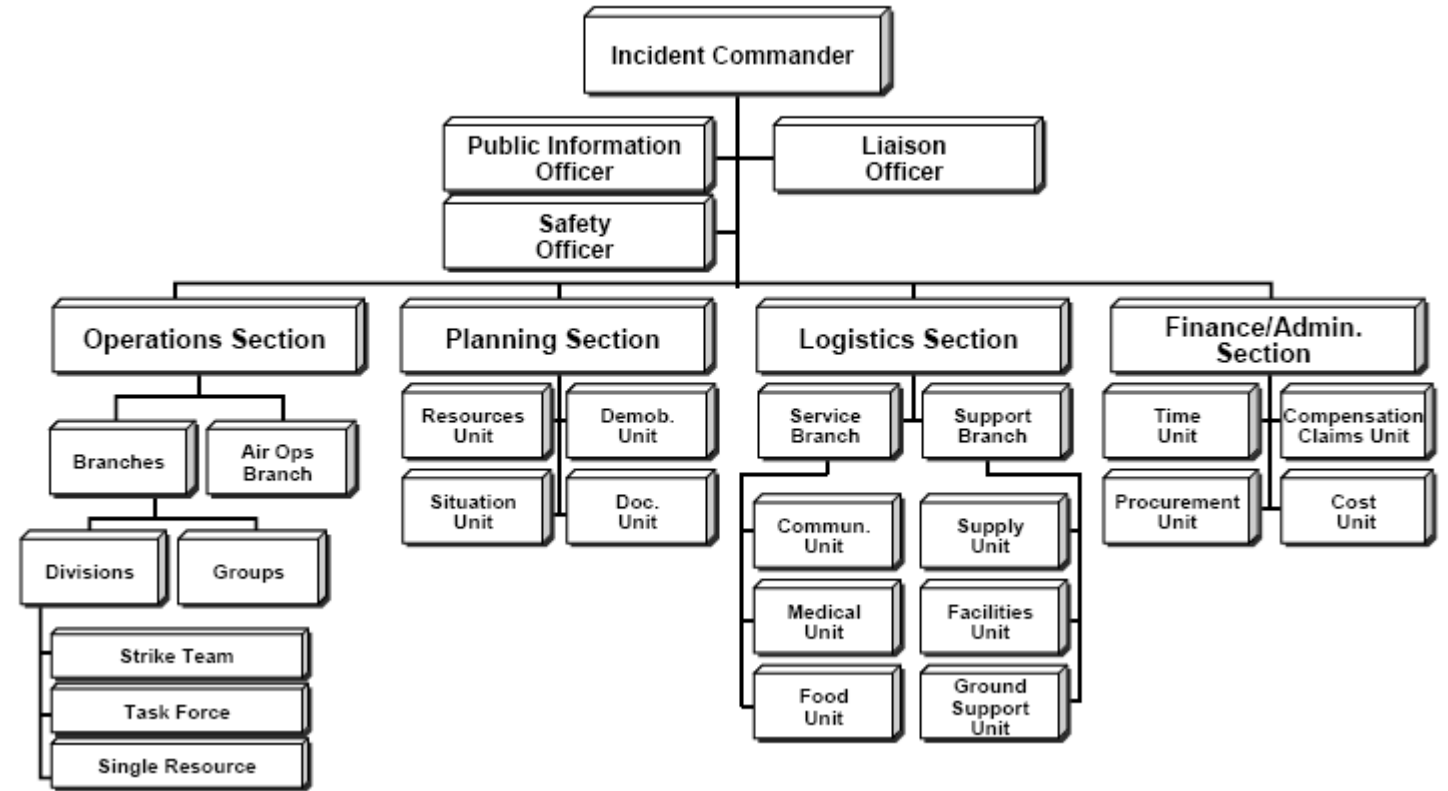 Incident Commander
Public Information
Officer
Liaison
Officer
Safety
Officer
Operations Section
Planning Section
Logistics Section
Finance/Admin.
Section
Branches
Air Ops
Branch
Divisions
Groups
Strike Team
Task Force
Single Resource
Resources
Unit
Demob.
Unit
Situation
Unit
Doc.
Unit
Service
Branch
Support
Branch
Commun.
Unit
Supply
Unit
Medical
Unit
Facilities
Unit
Food
Unit
Ground
Support
Unit
Time
Unit
Compensation
Claims Unit
Procurement
Unit
Cost
Unit